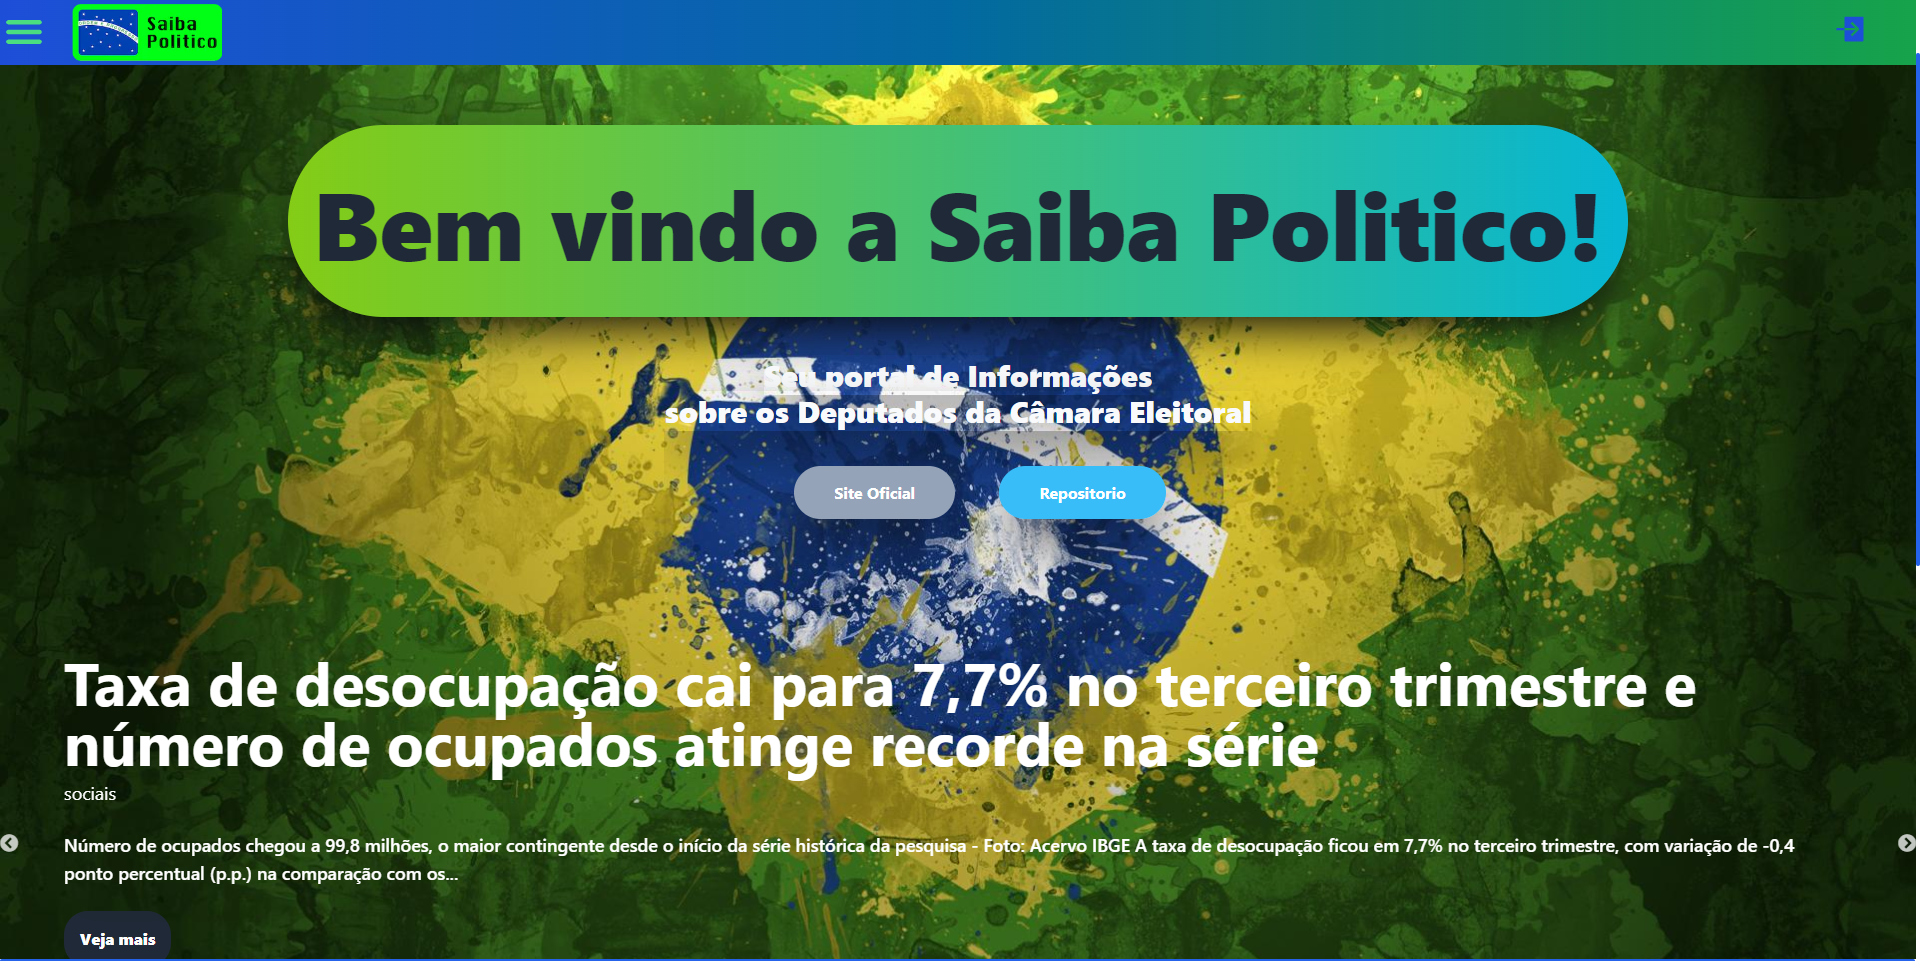 Saiba
Politico
Bem vindo a Saiba Politico!
Seu portal de Informações
sobre os Deputados da Câmara Eleitoral
Site Oficial
Repositorio
Taxa de desocupação cai para 7,7% no terceiro trimestre e
número de ocupados atinge recorde na série
sociais
Número de ocupados chegou a 99,8 milhões, o maior contingente desde o início da série histórica da pesquisa - Foto: Acervo IBGE A taxa de desocupação ficou em 7,7% no terceiro trimestre, com variação de -0,4
ponto percentual (p.p.) na comparação com os...
Veja mais